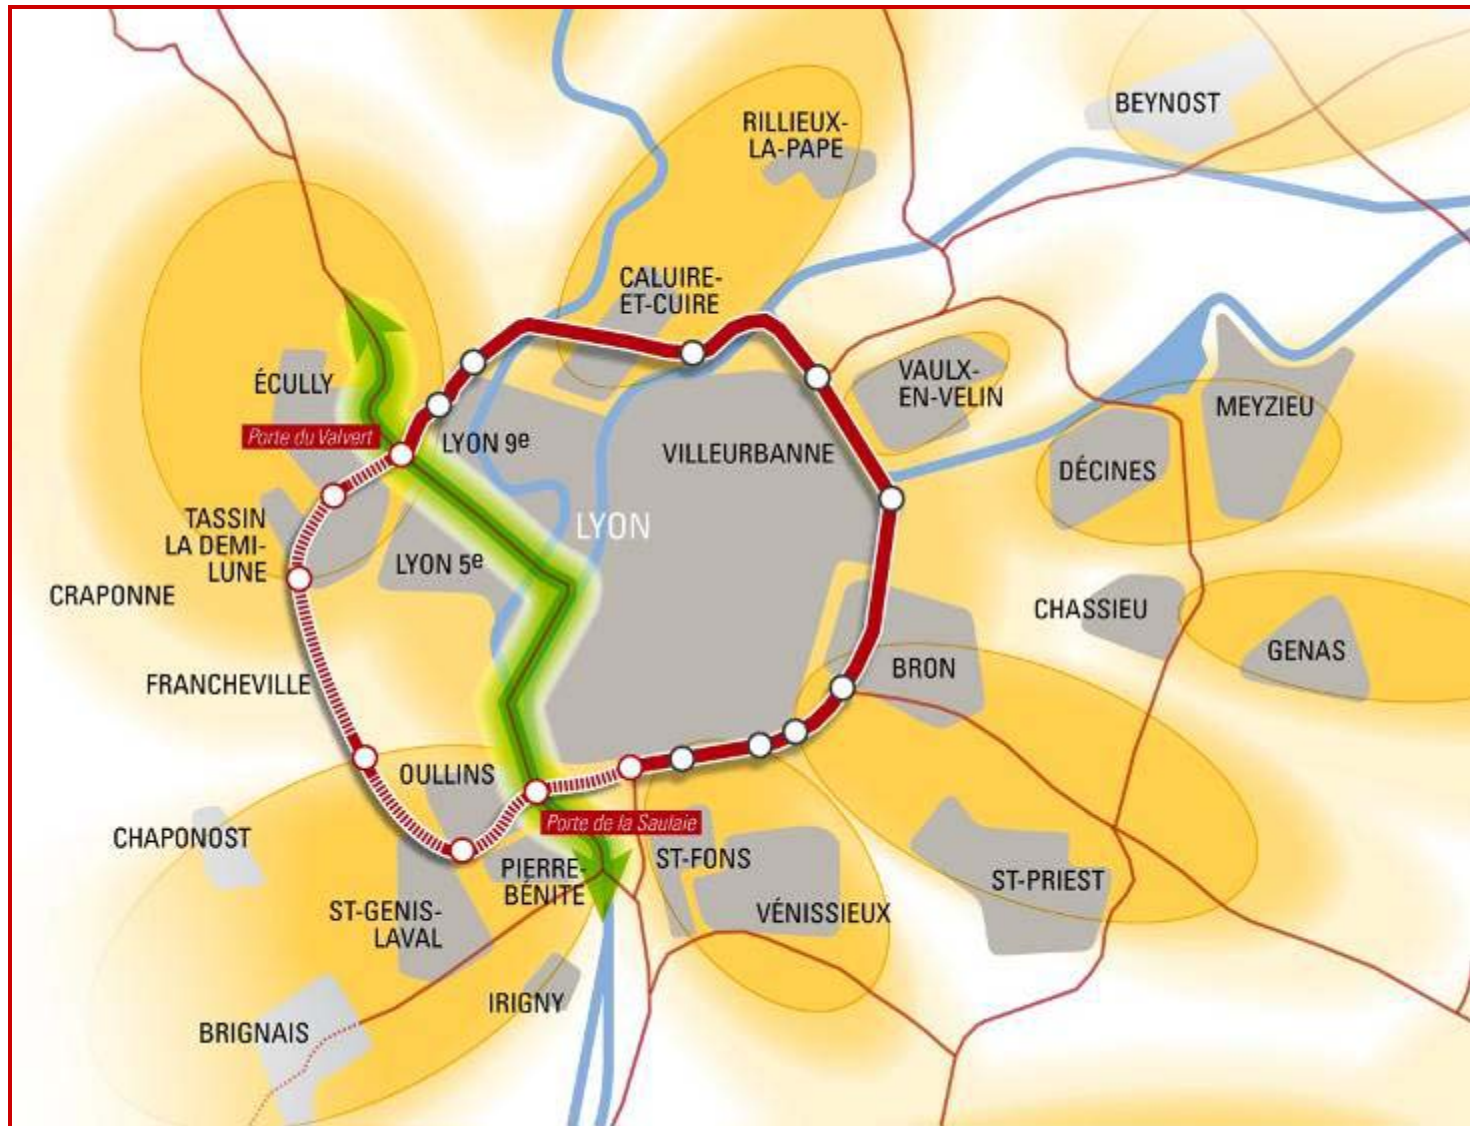 BEYNOST
RILLIEUX-
LA-PAPE
CALUIRE-
ET-CUIRE
ÉCULLY
VAULX-
EN-VELIN
MEYZIEU
Porte du Valvert
LYON 9e
VILLEURBANNE
DÉCINES
TASSIN
LA DEMI-
LUNE
LYON
LYON 5e
CRAPONNE
CHASSIEU
FRANCHEVILLE
BRON
GENAS
OULLINS
CHAPONOST
Porte de la Saulaie
PIERRE-
BÉNITE
ST-FONS
ST-PRIEST
ST-GENIS-
LAVAL
VÉNISSIEUX
IRIGNY
BRIGNAIS